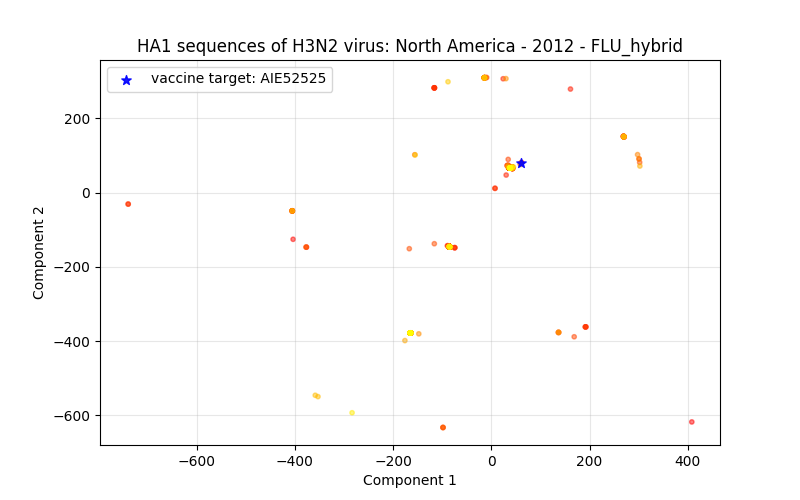 HA1 sequences of H3N2 virus: North America - 2012 - FLU_hybrid
vaccine target: AIE52525
200
0
−200
−400
−600
Component 2
−600
−400
−200
0
200
400
Component 1